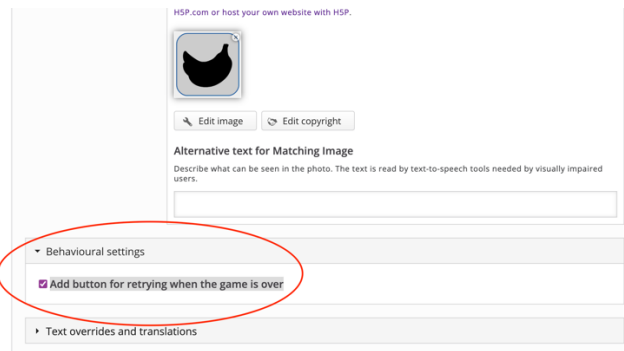 H5P.com or host your own website with H5P.
Edit image
Edit copyright
Alternative text for Matching Image
Describe what can be seen in the photo. The text is read by text-to-speech tools needed by visually impaired
users.
Behavioural settings
Add button for retrying when the game is over
Text overrides and translations